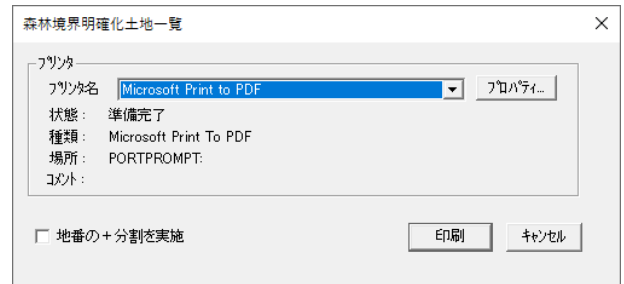 森林境界明確化土地一覧
ﾌﾟﾘﾝﾀ
ﾌﾟﾘﾝﾀ名 Microsoft Print to PDF ﾌﾟﾛﾊﾟﾃｨ...
状態： 準備完了
種類： Microsoft Print To PDF
場所： PORTPROMPT:
ｺﾒﾝﾄ：
地番の＋分割を実施 印刷 ｷｬﾝｾﾙ